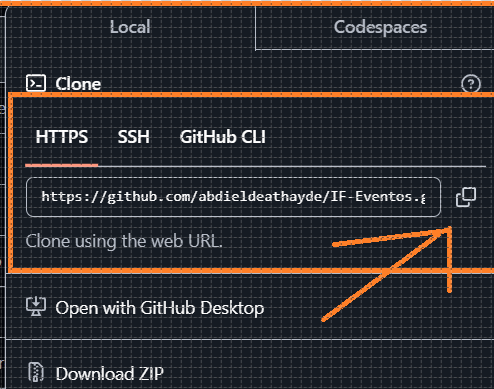 Local Codespaces
Clone
HTTPS SSH GitHub CLI
https://github.com/abdieldeathayde/IF-Eventos.g
Clone using the web URL.
Open with GitHub Desktop
Download ZIP